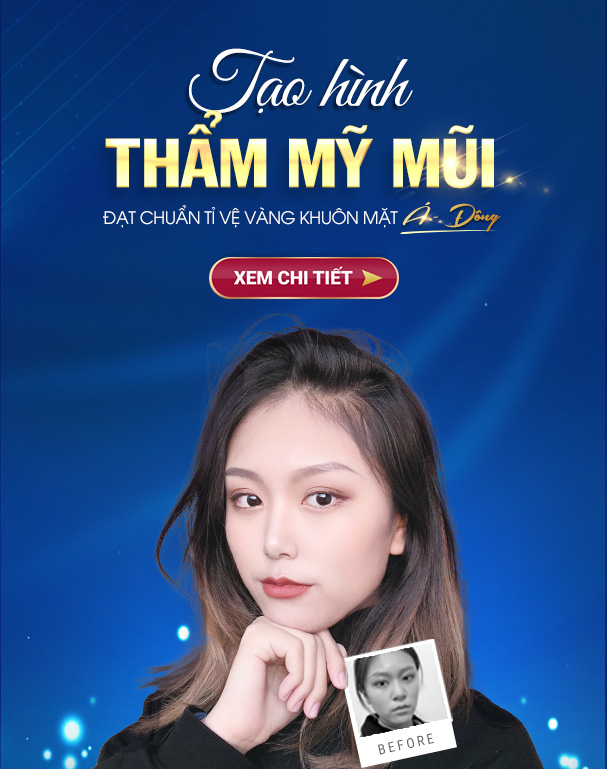 Tạo hình
THẨM MỸ MŨI
ĐẠT CHUẨN TỈ VỆ VÀNG KHUÔN MẶT Á Đông
XEM CHI TIẾT
BEFORE